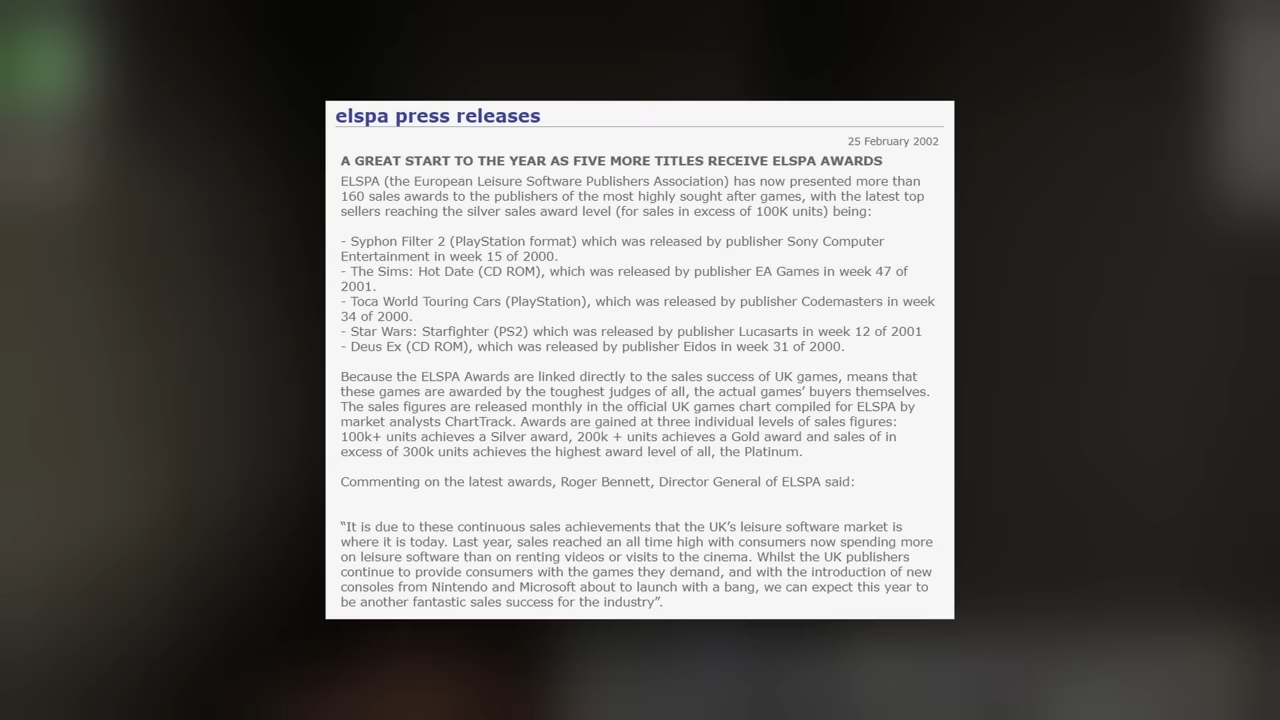 elspa press releases
25 February 2002
A GREAT START TO THE YEAR AS FIVE MORE TITLES RECEIVE ELSPA AWARDS
ELSPA (the European Leisure Software Publishers Association) has now presented more than
160 sales awards to the publishers of the most highly sought after games, with the latest top
sellers reaching the silver sales award level (for sales in excess of 100K units) being:
- Syphon Filter 2 (PlayStation format) which was released by publisher Sony Computer
Entertainment in week 15 of 2000.
- The Sims: Hot Date (CD ROM), which was released by publisher EA Games in week 47 of
2001.
- Toca World Touring Cars (PlayStation), which was released by publisher Codemasters in week
34 of 2000.
- Star Wars: Starfighter (PS2) which was released by publisher Lucasarts in week 12 of 2001
- Deus Ex (CD ROM), which was released by publisher Eidos in week 31 of 2000.
Because the ELSPA Awards are linked directly to the sales success of UK games, means that
these games are awarded by the toughest judges of all, the actual games’ buyers themselves.
The sales figures are released monthly in the official UK games chart compiled for ELSPA by
market analysts ChartTrack. Awards are gained at three individual levels of sales figures:
100k+ units achieves a Silver award, 200k + units achieves a Gold award and sales of in
excess of 300k units achieves the highest award level of all, the Platinum.
Commenting on the latest awards, Roger Bennett, Director General of ELSPA said:
“It is due to these continuous sales achievements that the UK’s leisure software market is
where it is today. Last year, sales reached an all time high with consumers now spending more
on leisure software than on renting videos or visits to the cinema. Whilst the UK publishers
continue to provide consumers with the games they demand, and with the introduction of new
consoles from Nintendo and Microsoft about to launch with a bang, we can expect this year to
be another fantastic sales success for the industry”.